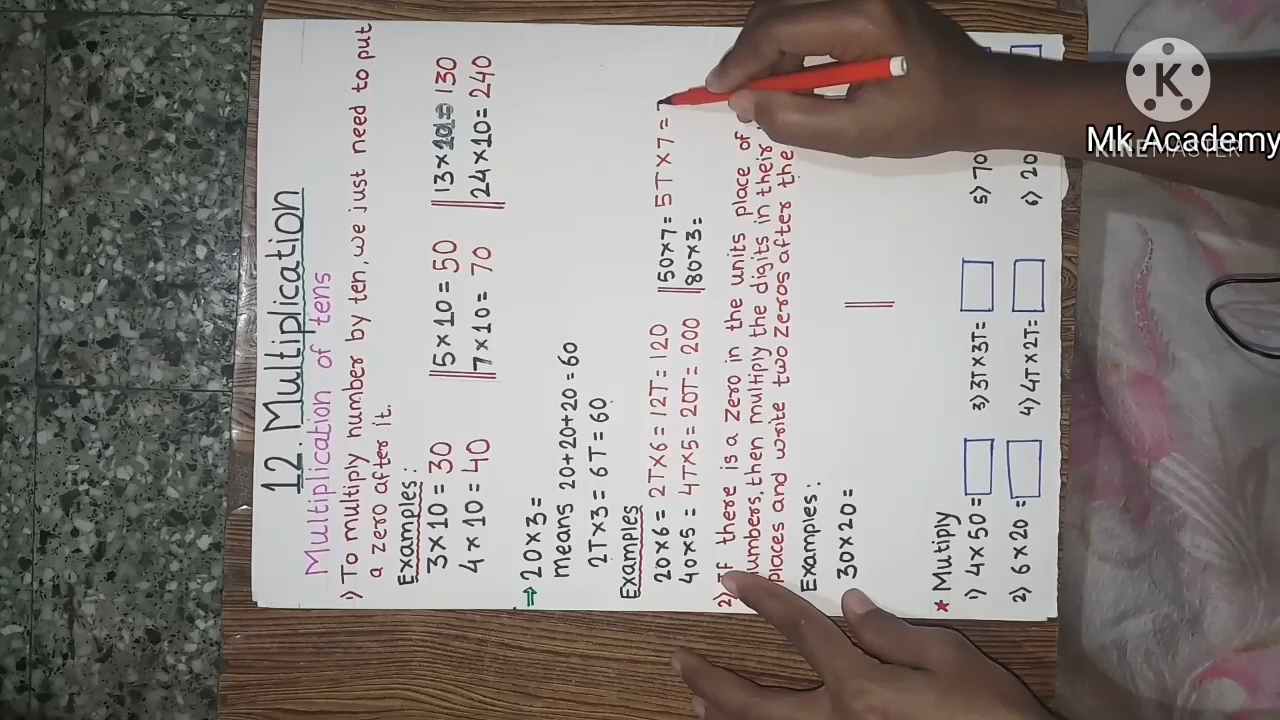 12. Multiplication
Multiplication of tens
1) To multiply number by ten, we just need to put
a zero after it.
Examples:
3 × 10 = 30 5 × 10 = 50 13 × 10 = 130
4 × 10 = 40 7 × 10 = 70 24 × 10 = 240
⇒ 20 × 3 =
means 20+20+20 = 60
2T × 3 = 6T = 60
Examples
20 × 6 = 2T × 6 = 12T = 120 50 × 7 = 5T × 7 =
40 × 5 = 4T × 5 = 20T = 200 80 × 3 =
2) If there is a zero in the units place of
numbers, then multiply the digits in their
places and write two zeros after the
Examples:
30 × 20 =
* Multiply
1) 4 × 50 = 3) 3T × 3T = 5) 70
2) 6 × 20 = 4) 4T × 2T = 6) 20
K
Mk Academy
KINEMASTER